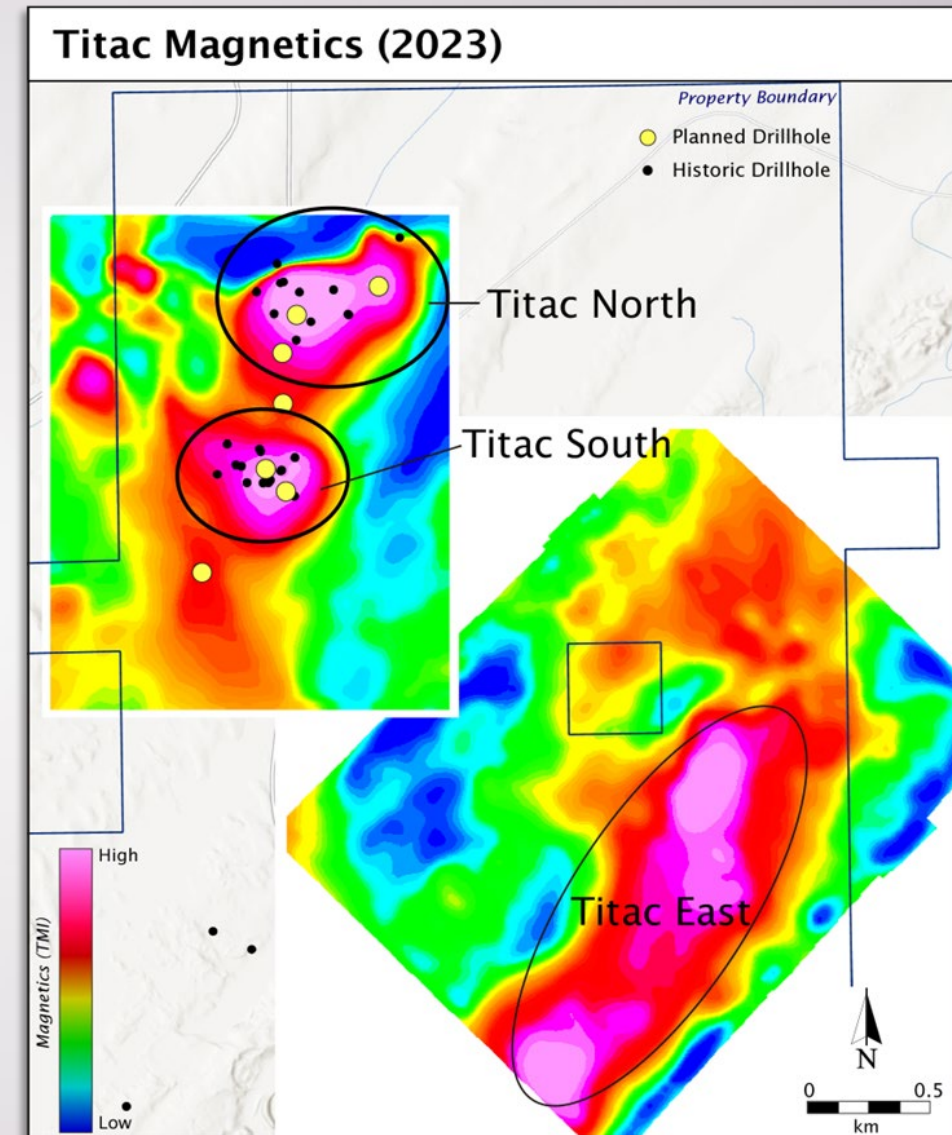 Titac Magnetics (2023)
Property Boundary
Planned Drillhole
Historic Drillhole
Titac North
Titac South
Titac East
High
Magnetics (TMI)
Low
N
0 0.5
km